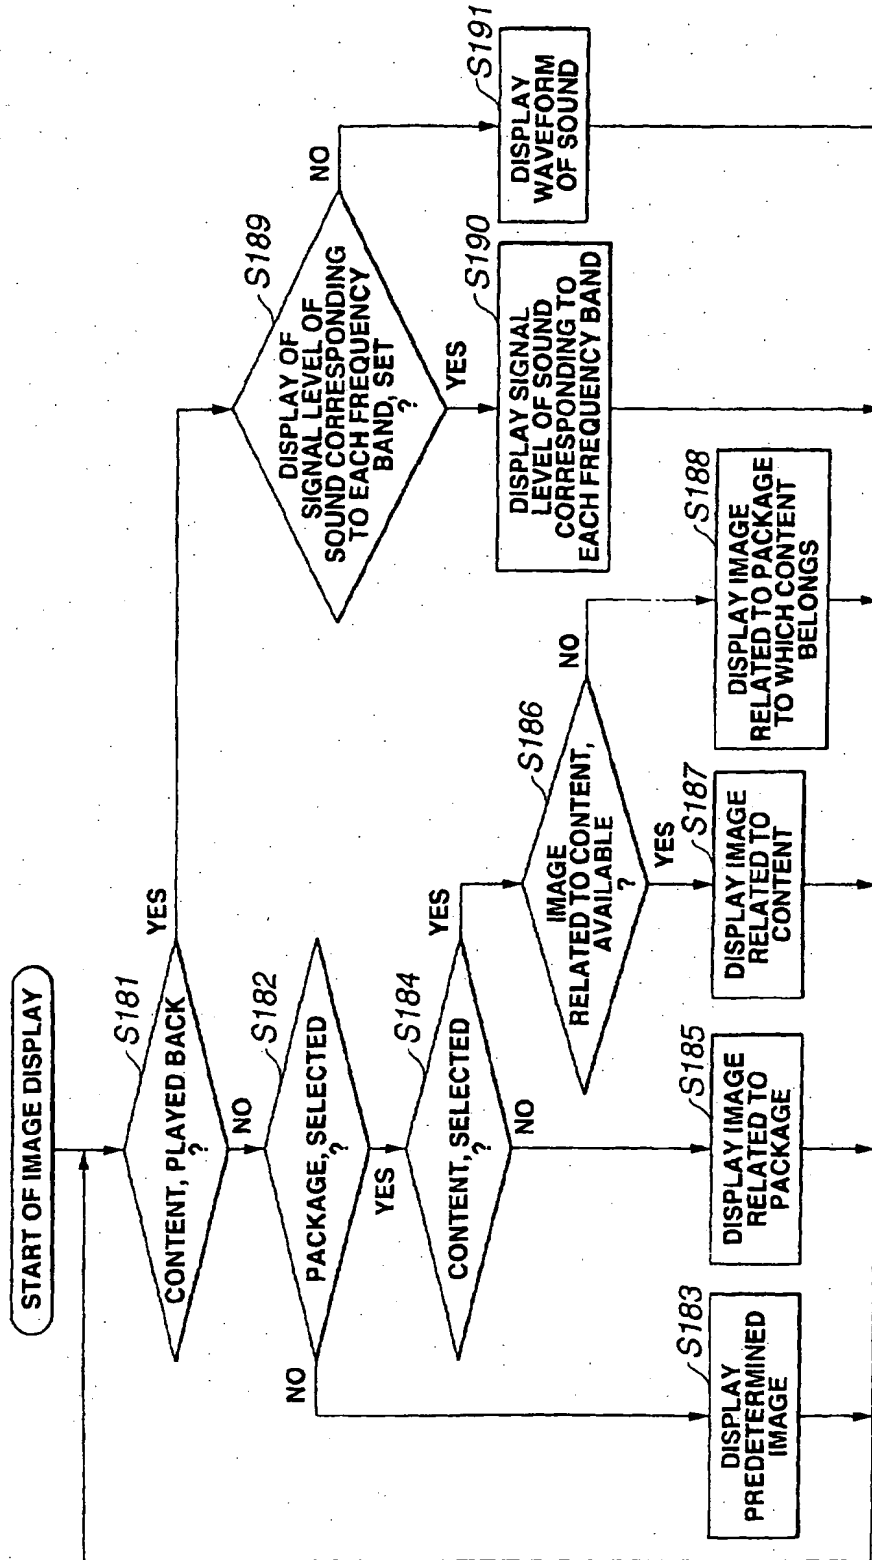 START OF IMAGE DISPLAY
S181
CONTENT, PLAYED BACK
?
YES
NO
S182
PACKAGE, SELECTED
?
NO
YES
S184
CONTENT, SELECTED
?
YES
NO
S183
DISPLAY
PREDETERMINED
IMAGE
S185
DISPLAY IMAGE
RELATED TO
PACKAGE
S186
IMAGE
RELATED TO CONTENT,
AVAILABLE
?
NO
YES
S187
DISPLAY IMAGE
RELATED TO
CONTENT
S188
DISPLAY IMAGE
RELATED TO PACKAGE
TO WHICH CONTENT
BELONGS
S189
DISPLAY OF
SIGNAL LEVEL OF
SOUND CORRESPONDING
TO EACH FREQUENCY
BAND, SET
?
NO
YES
S190
DISPLAY SIGNAL
LEVEL OF SOUND
CORRESPONDING TO
EACH FREQUENCY BAND
S191
DISPLAY
WAVEFORM
OF SOUND